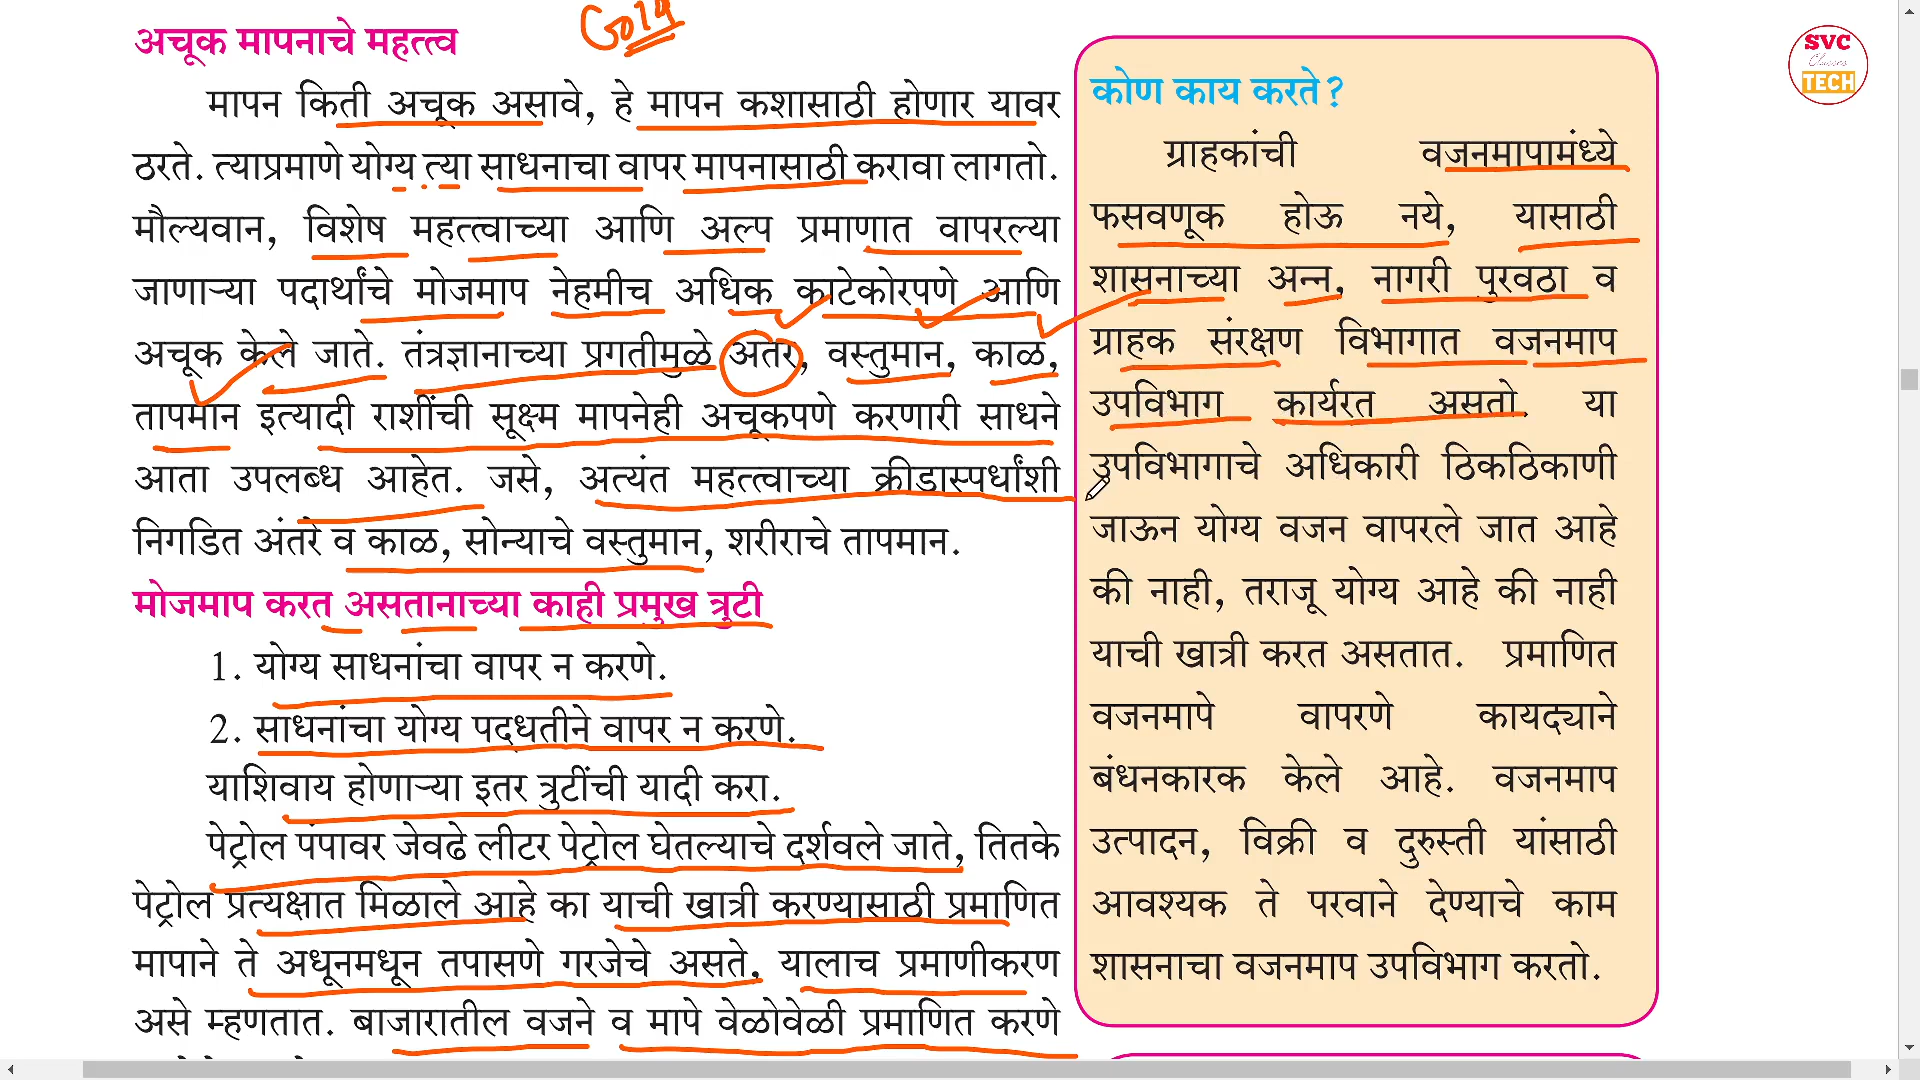 अचूक मापनाचे महत्त्व
Gold
मापन किती अचूक असावे, हे मापन कशासाठी होणार यावर
ठरते. त्याप्रमाणे योग्य त्या साधनाचा वापर मापनासाठी करावा लागतो.
मौल्यवान, विशेष महत्त्वाच्या आणि अल्प प्रमाणात वापरल्या
जाणाऱ्या पदार्थांचे मोजमाप नेहमीच अधिक काटेकोरपणे आणि
अचूक केले जाते. तंत्रज्ञानाच्या प्रगतीमुळे अंतर, वस्तुमान, काळ,
तापमान इत्यादी राशींची सूक्ष्म मापनेही अचूकपणे करणारी साधने
आता उपलब्ध आहेत. जसे, अत्यंत महत्त्वाच्या क्रीडास्पर्धांशी
निगडित अंतरे व काळ, सोन्याचे वस्तुमान, शरीराचे तापमान.
मोजमाप करत असतानाच्या काही प्रमुख त्रुटी
1. योग्य साधनांचा वापर न करणे.
2. साधनांचा योग्य पद्धतीने वापर न करणे.
याशिवाय होणाऱ्या इतर त्रुटींची यादी करा.
पेट्रोल पंपावर जेवढे लीटर पेट्रोल घेतल्याचे दर्शवले जाते, तितके
पेट्रोल प्रत्यक्षात मिळाले आहे का याची खात्री करण्यासाठी प्रमाणित
मापाने ते अधूनमधून तपासणे गरजेचे असते, यालाच प्रमाणीकरण
असे म्हणतात. बाजारातील वजने व मापे वेळोवेळी प्रमाणित करणे
कोण काय करते?
ग्राहकांची वजनमापामंध्ये
फसवणूक होऊ नये, यासाठी
शासनाच्या अन्न, नागरी पुरवठा व
ग्राहक संरक्षण विभागात वजनमाप
उपविभाग कार्यरत असतो. या
उपविभागाचे अधिकारी ठिकठिकाणी
जाऊन योग्य वजन वापरले जात आहे
की नाही, तराजू योग्य आहे की नाही
याची खात्री करत असतात. प्रमाणित
वजनमापे वापरणे कायद्याने
बंधनकारक केले आहे. वजनमाप
उत्पादन, विक्री व दुरुस्ती यांसाठी
आवश्यक ते परवाने देण्याचे काम
शासनाचा वजनमाप उपविभाग करतो.
SVC
Classes
TECH